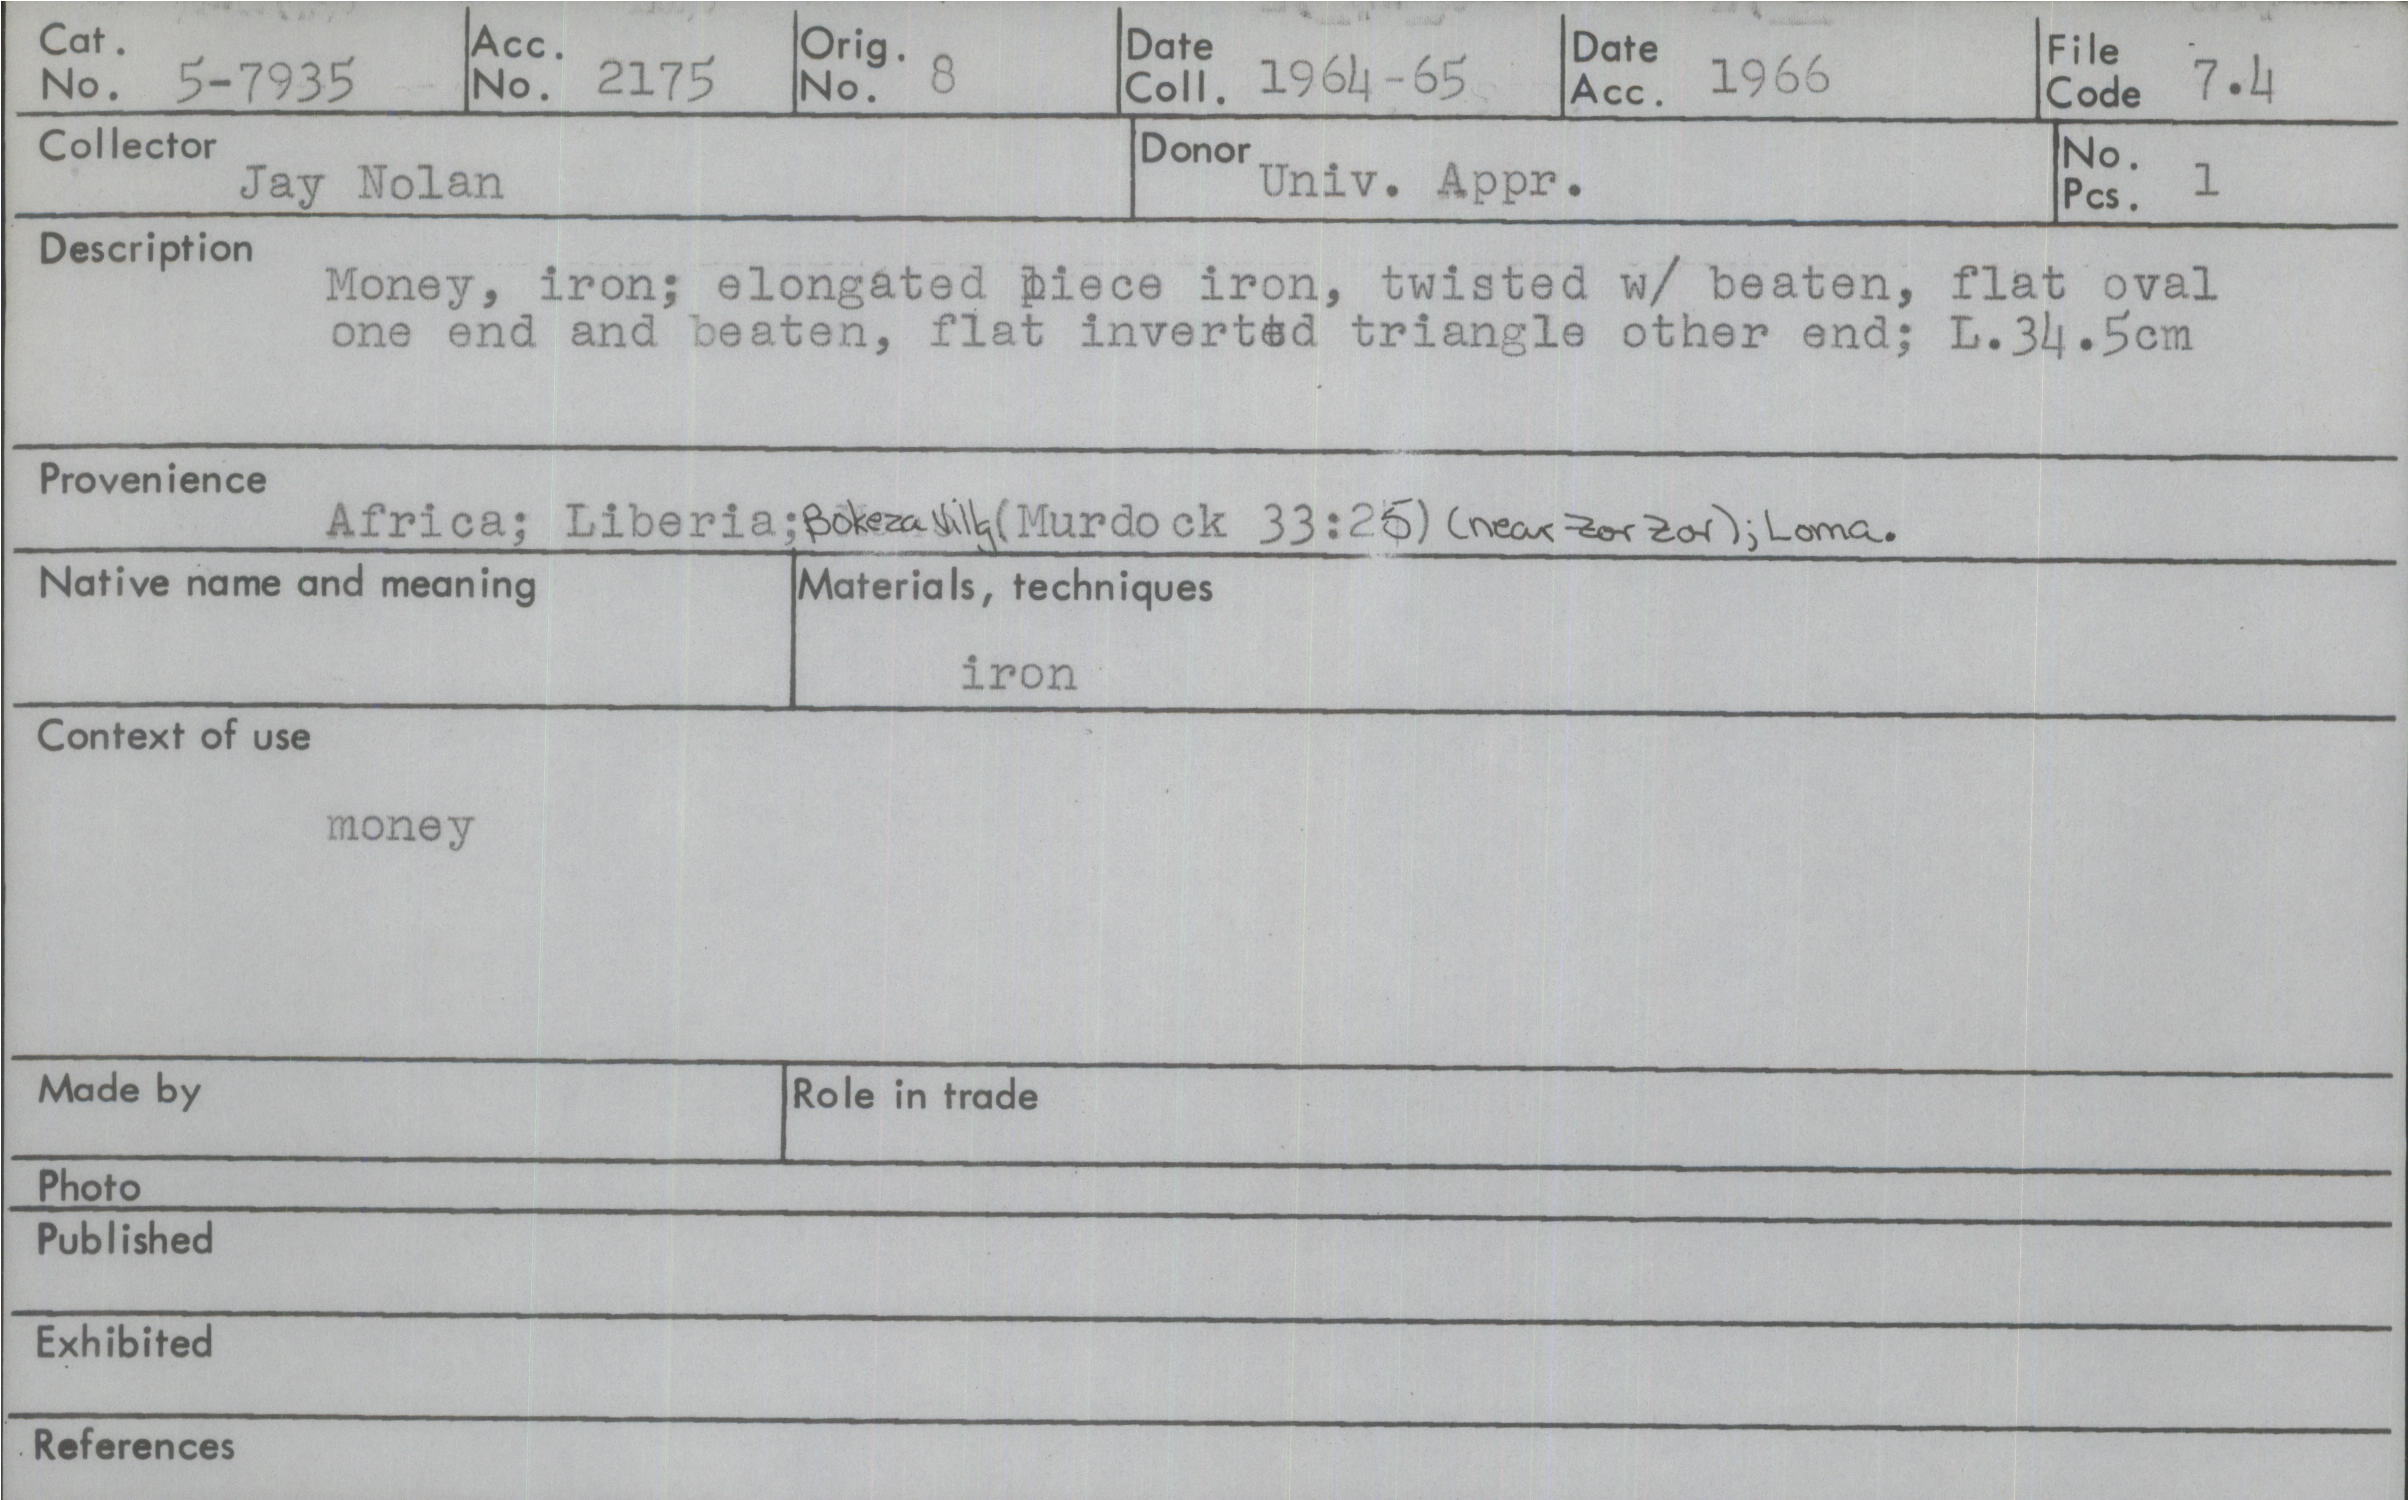 Cat. No. 5-7935 Acc. No. 2175 Orig. No. 8 Date Coll. 1964-65 Date Acc. 1966 File Code 7.4
Collector Jay Nolan Donor Univ. Appr. No. Pcs. 1
Description
Money, iron; elongated piece iron, twisted w/ beaten, flat oval
one end and beaten, flat inverted triangle other end; L.34.5cm
Provenience
Africa; Liberia; Bokeza Villg (Murdock 33:25) (near Zor Zor); Loma.
Native name and meaning Materials, techniques
iron
Context of use
money
Made by Role in trade
Photo
Published
Exhibited
References